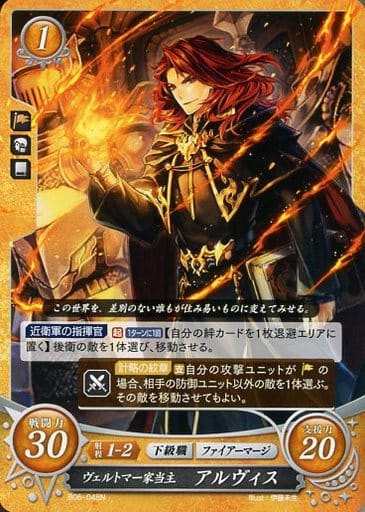 1
この世界を、差別のない誰もが住み易いものに変えてみせる。
近衛軍の指揮官 起 1ターンに1回 【自分の絆カードを1枚退避エリアに置く】後衛の敵を1体選び、移動させる。
計略の紋章 支 自分の攻撃ユニットが
の場合、相手の防御ユニット以外の敵を1体選ぶ。
その敵を移動させてもよい。
戦闘力
30
射程 1-2
下級職
ファイアーマージ
支援力
20
ヴェルトマー家当主 アルヴィス
B06-048N
Illust：伊藤未生